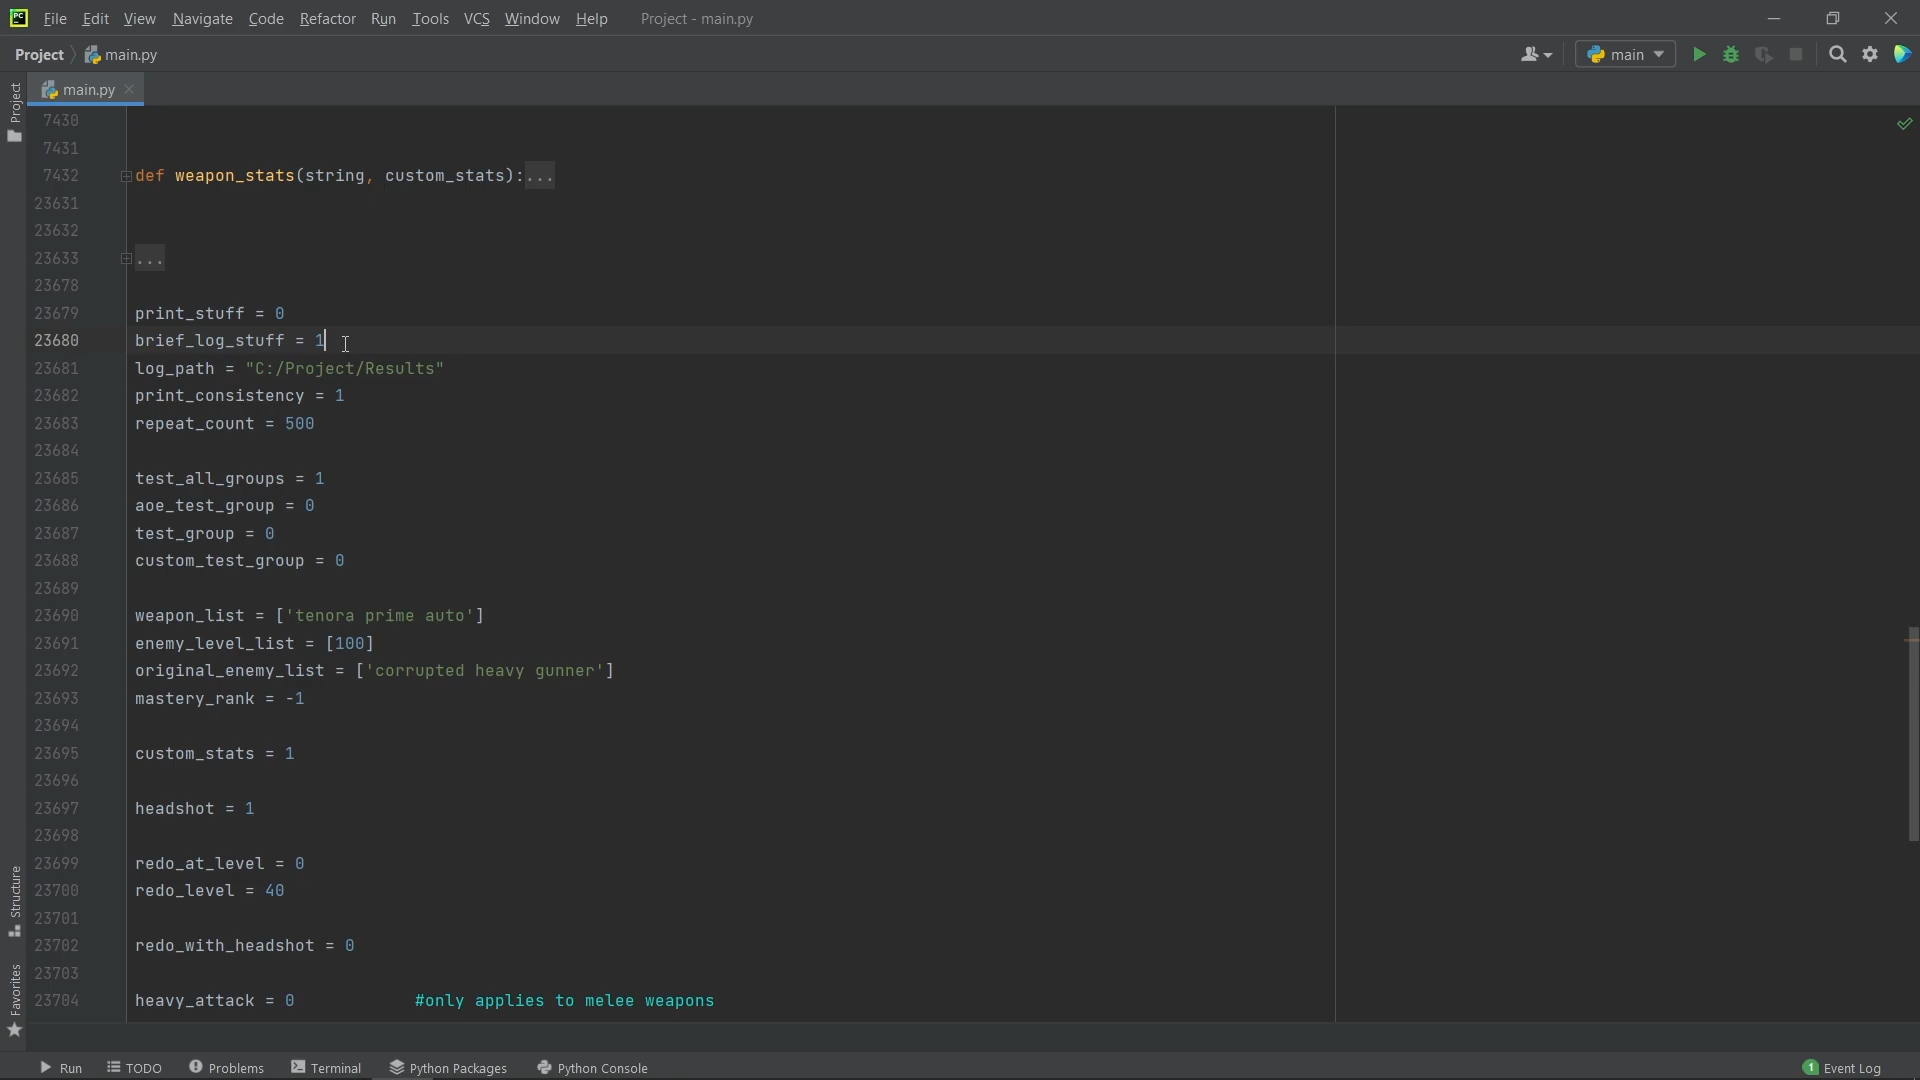 PC File Edit View Navigate Code Refactor Run Tools VCS Window Help Project - main.py
Project main.py main
main.py
Project
7430
7431
7432 def weapon_stats(string, custom_stats):...
23631
23632
23633 ...
23678
23679 print_stuff = 0
23680 brief_log_stuff = 1
23681 log_path = "C:/Project/Results"
23682 print_consistency = 1
23683 repeat_count = 500
23684
23685 test_all_groups = 1
23686 aoe_test_group = 0
23687 test_group = 0
23688 custom_test_group = 0
23689
23690 weapon_list = ['tenora prime auto']
23691 enemy_level_list = [100]
23692 original_enemy_list = ['corrupted heavy gunner']
23693 mastery_rank = -1
23694
23695 custom_stats = 1
23696
23697 headshot = 1
23698
23699 redo_at_level = 0
23700 redo_level = 40
23701
23702 redo_with_headshot = 0
23703
23704 heavy_attack = 0 #only applies to melee weapons
Structure
Favorites
Run TODO Problems Terminal Python Packages Python Console 1 Event Log